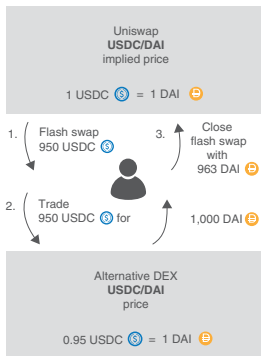 Uniswap
USDC/DAI
implied price
1 USDC = 1 DAI
1. Flash swap
950 USDC
3. Close
flash swap
with
963 DAI
2. Trade
950 USDC for
1,000 DAI
Alternative DEX
USDC/DAI
price
0.95 USDC = 1 DAI